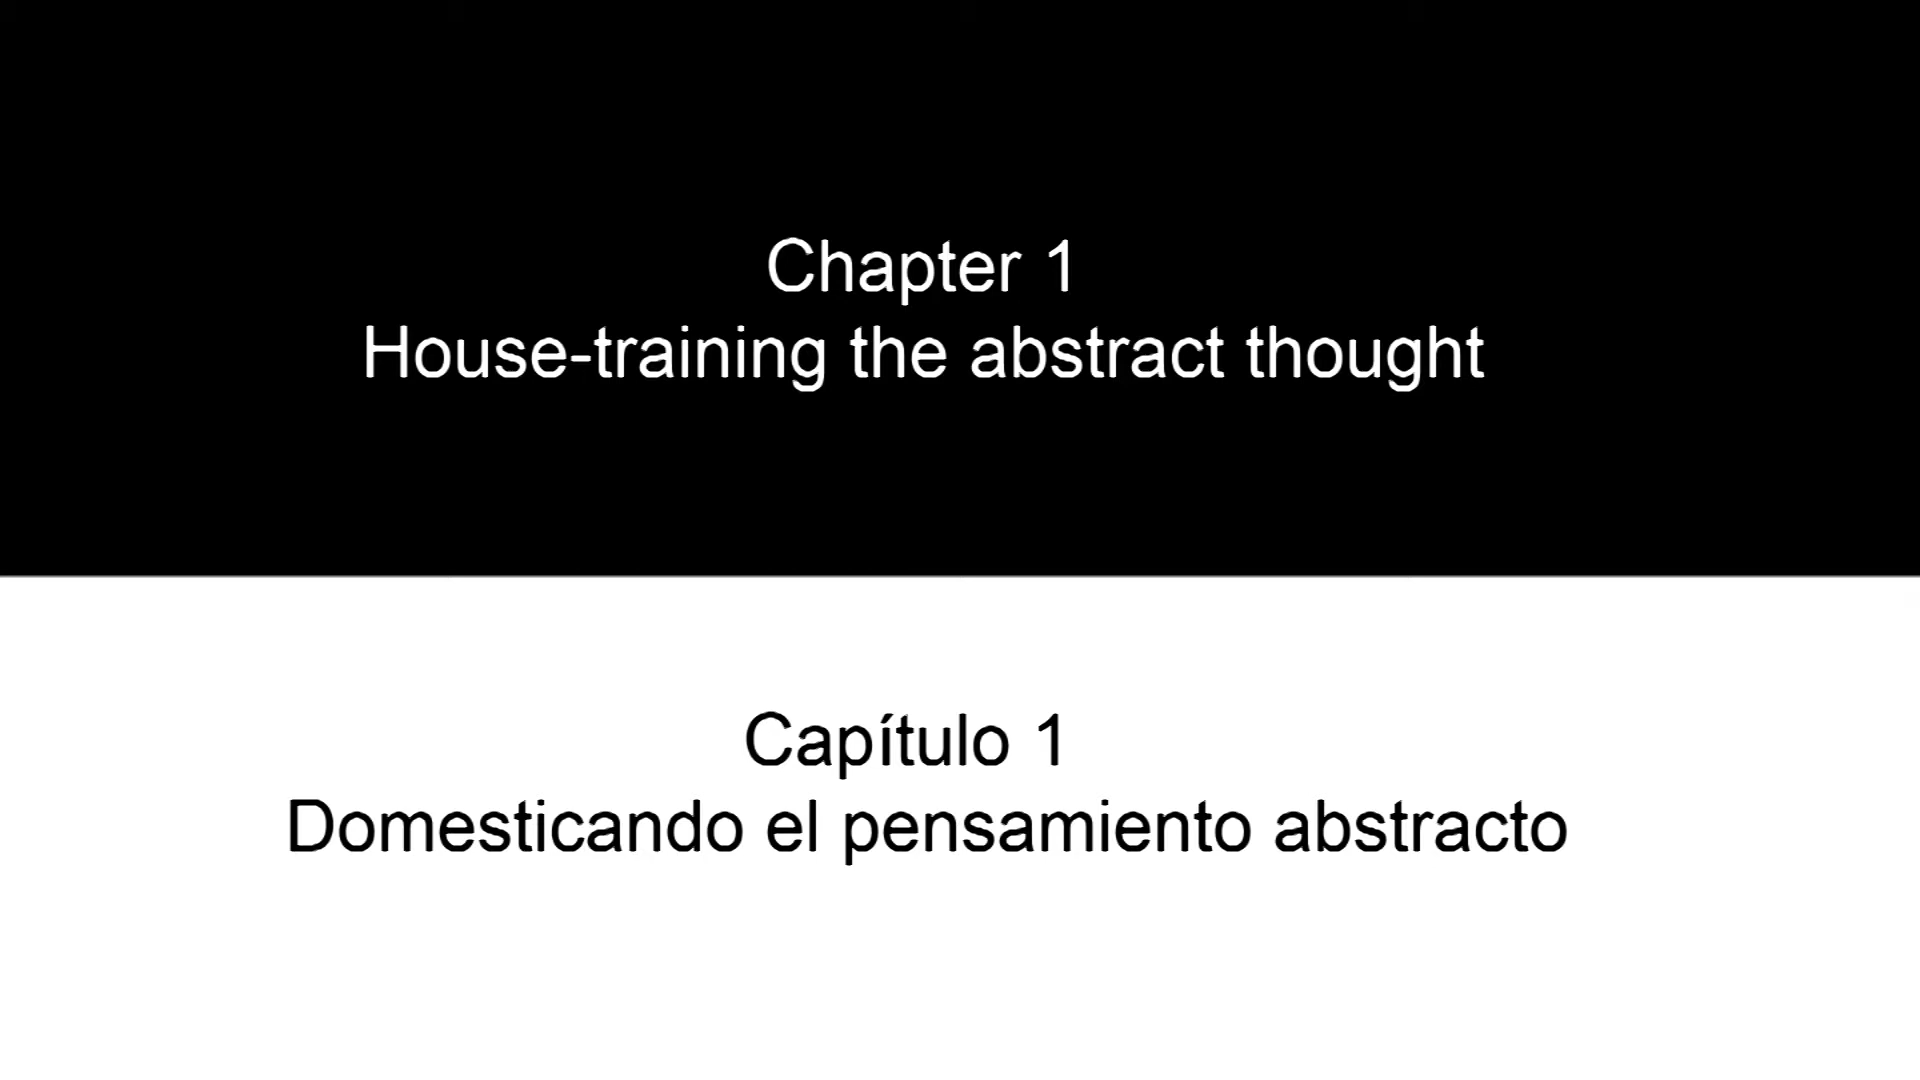 Chapter 1
House-training the abstract thought
Capítulo 1
Domesticando el pensamiento abstracto